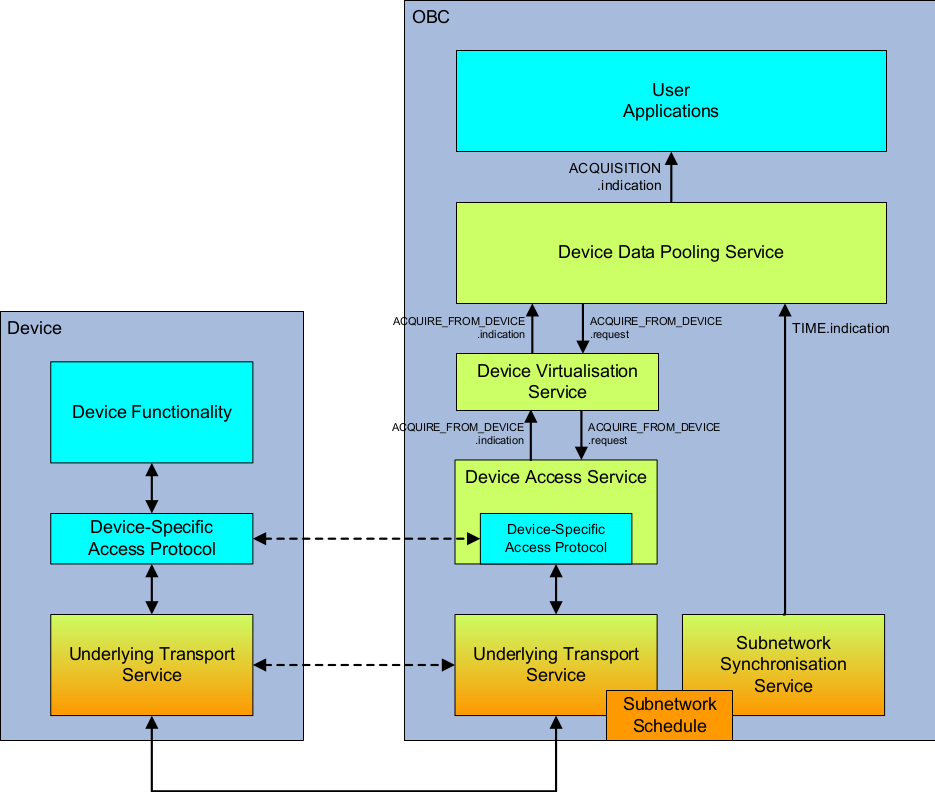 OBC
User
Applications
ACQUISITION
.indication
Device Data Pooling Service
ACQUIRE_FROM_DEVICE
.indication
ACQUIRE_FROM_DEVICE
.request
TIME.indication
Device Virtualisation
Service
ACQUIRE_FROM_DEVICE
.indication
ACQUIRE_FROM_DEVICE
.request
Device Access Service
Device-Specific
Access Protocol
Underlying Transport
Service
Subnetwork
Synchronisation
Service
Subnetwork
Schedule
Device
Device Functionality
Device-Specific
Access Protocol
Underlying Transport
Service